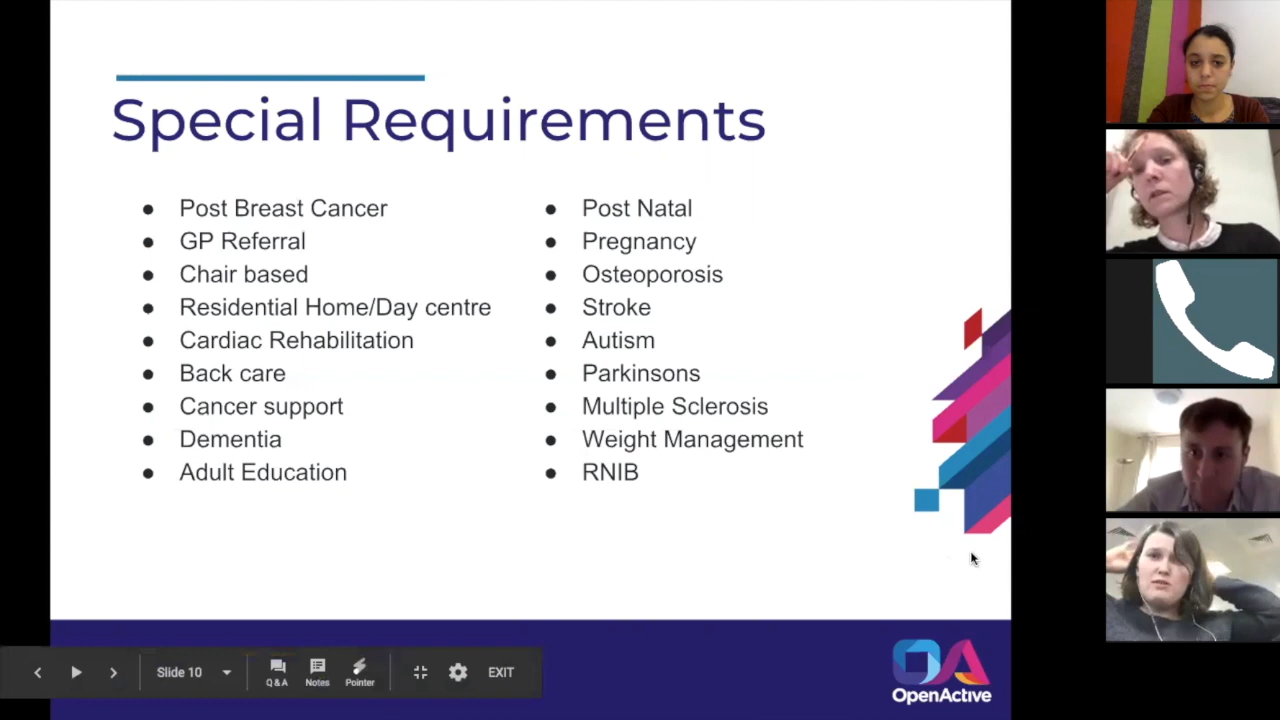 Special Requirements
Post Breast Cancer
GP Referral
Chair based
Residential Home/Day centre
Cardiac Rehabilitation
Back care
Cancer support
Dementia
Adult Education
Post Natal
Pregnancy
Osteoporosis
Stroke
Autism
Parkinsons
Multiple Sclerosis
Weight Management
RNIB
Slide 10
Q&A
Notes
Pointer
EXIT
OA
OpenActive